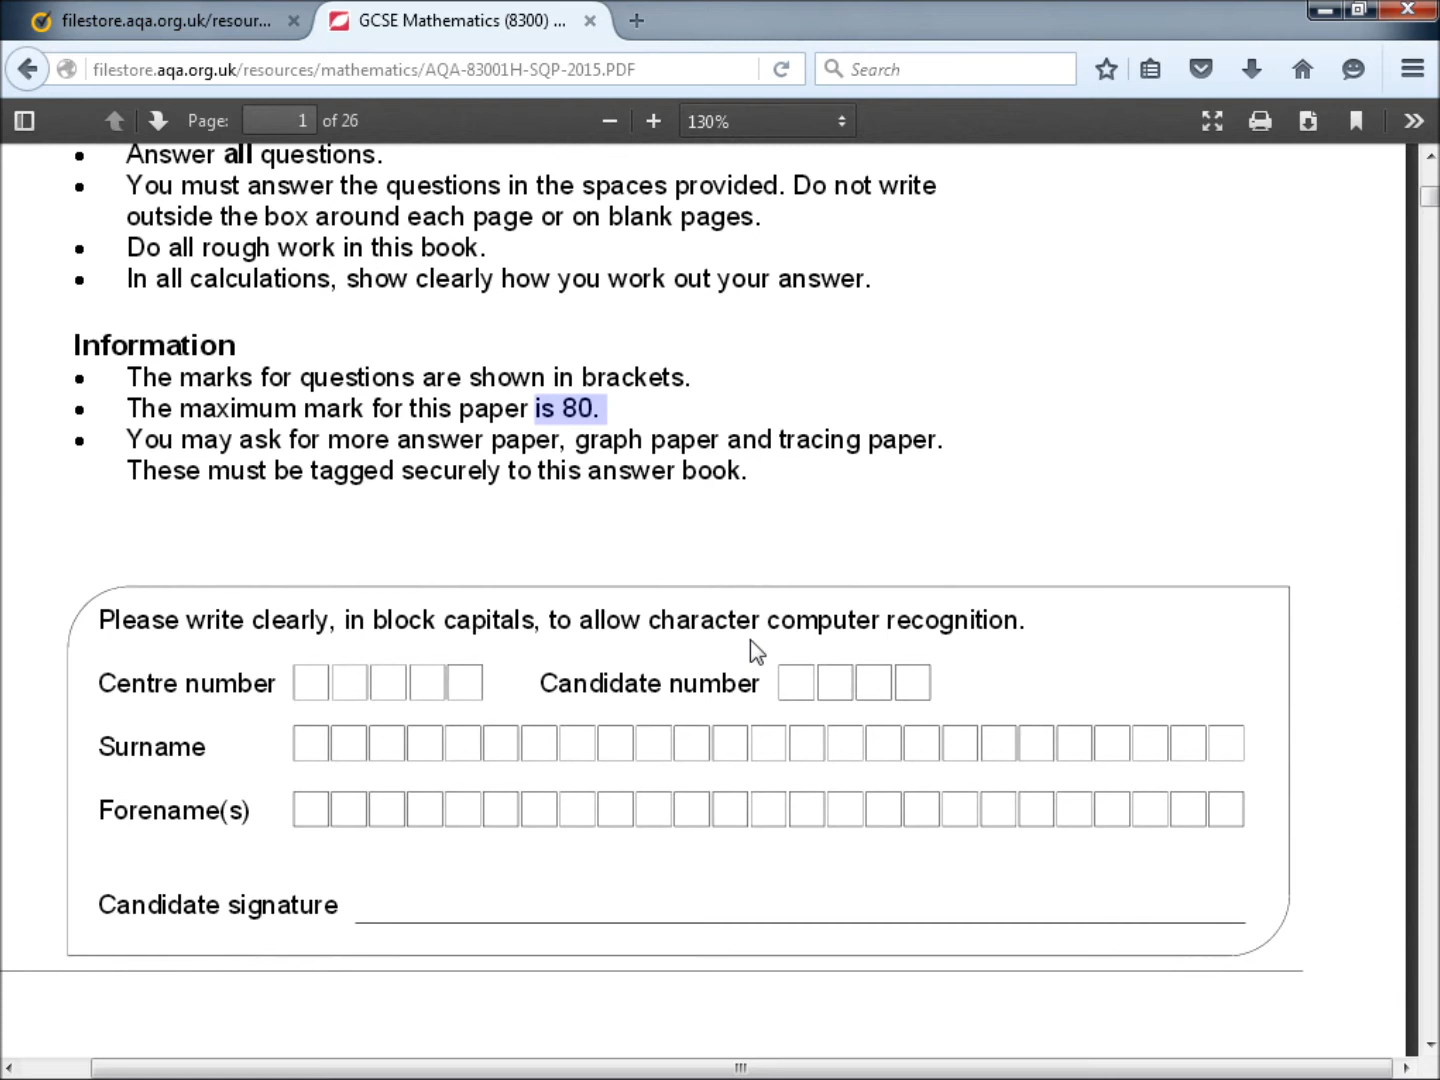 filestore.aqa.org.uk/resour...
GCSE Mathematics (8300) ...
filestore.aqa.org.uk/resources/mathematics/AQA-83001H-SQP-2015.PDF
Search
Page: 1 of 26
130%
• Answer all questions.
• You must answer the questions in the spaces provided. Do not write
outside the box around each page or on blank pages.
• Do all rough work in this book.
• In all calculations, show clearly how you work out your answer.
Information
• The marks for questions are shown in brackets.
• The maximum mark for this paper is 80.
• You may ask for more answer paper, graph paper and tracing paper.
These must be tagged securely to this answer book.
Please write clearly, in block capitals, to allow character computer recognition.
Centre number Candidate number
Surname
Forename(s)
Candidate signature